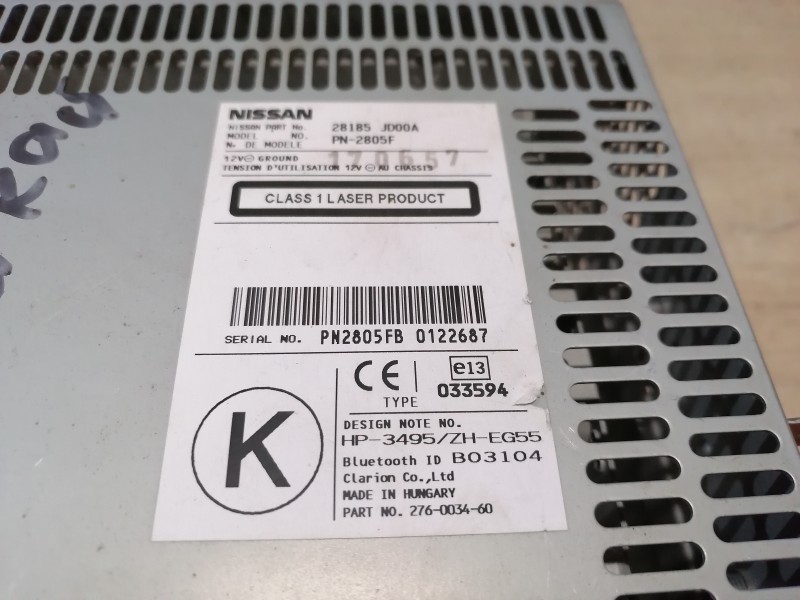 NISSAN
NISSAN PART No. 28185 JD00A
MODEL NO. PN-2805F
N. DE MODELE
12V⊖ GROUND 170657
TENSION D'UTILISATION 12V ⊖ AU CHASSIS
CLASS 1 LASER PRODUCT
SERIAL NO. PN2805FB 0122687
CE e13
TYPE 033594
K
DESIGN NOTE NO.
HP-3495/ZH-EG55
Bluetooth ID B03104
Clarion Co.,Ltd
MADE IN HUNGARY
PART NO. 276-0034-60